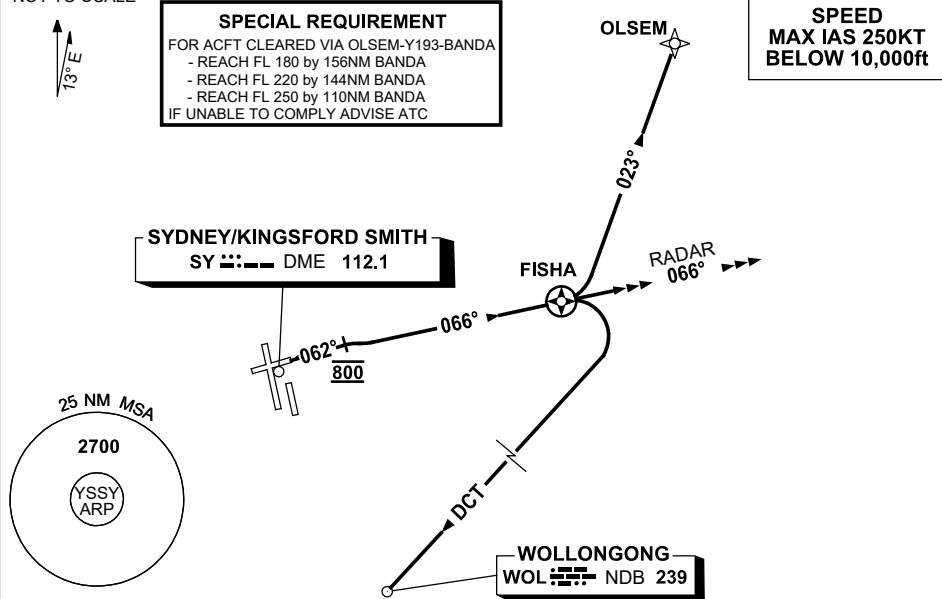 NOT TO SCALE
13° E
SPECIAL REQUIREMENT
FOR ACFT CLEARED VIA OLSEM-Y193-BANDA
- REACH FL 180 by 156NM BANDA
- REACH FL 220 by 144NM BANDA
- REACH FL 250 by 110NM BANDA
IF UNABLE TO COMPLY ADVISE ATC
OLSEM
SPEED
MAX IAS 250KT
BELOW 10,000ft
023°
SYDNEY/KINGSFORD SMITH
SY DME 112.1
FISHA
RADAR
066°
066°
062°
800
25 NM MSA
2700
YSSY
ARP
DCT
WOLLONGONG
WOL NDB 239